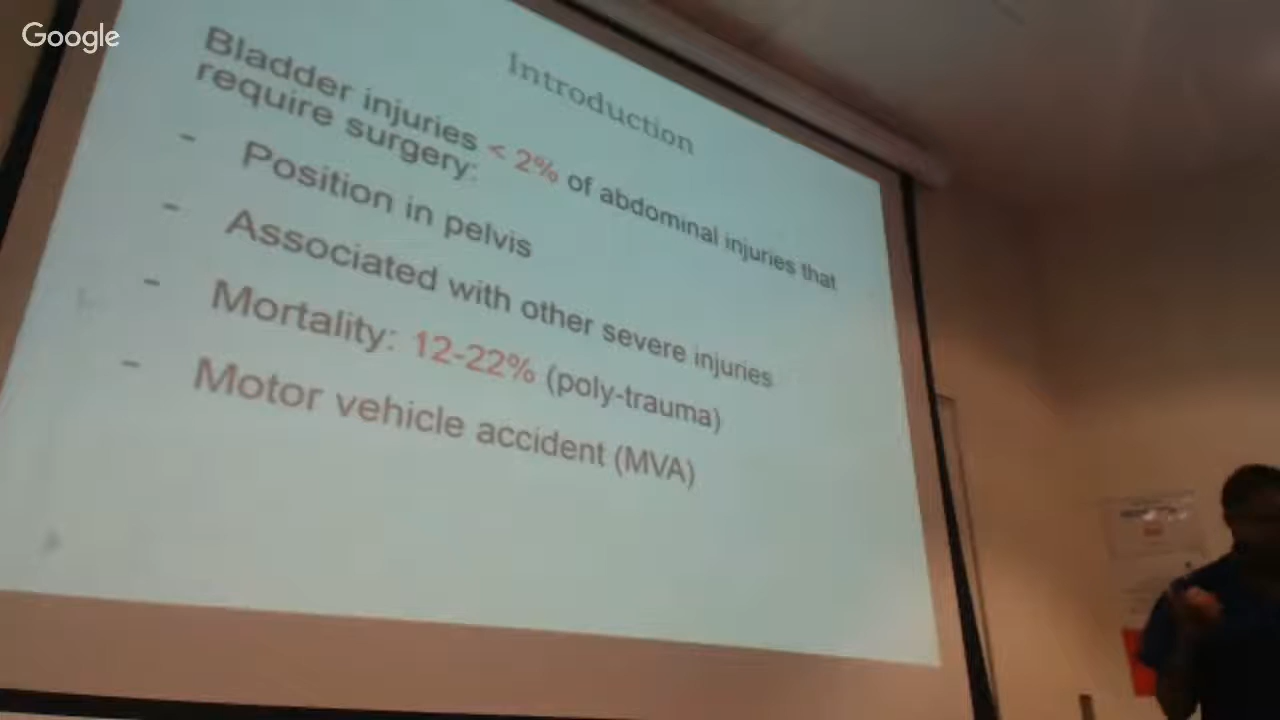 Google
Introduction
Bladder injuries < 2% of abdominal injuries that
require surgery:
- Position in pelvis
- Associated with other severe injuries
- Mortality: 12-22% (poly-trauma)
- Motor vehicle accident (MVA)